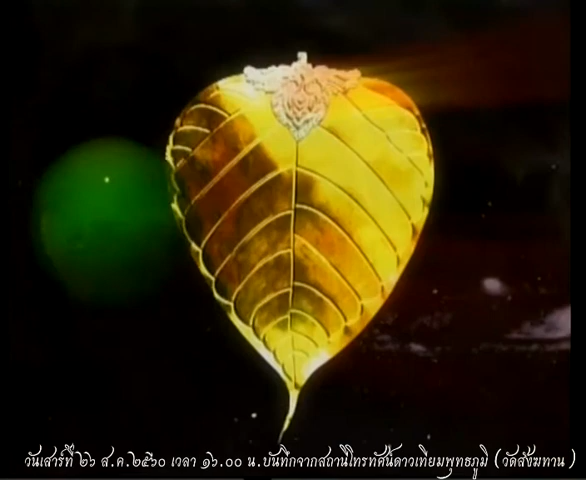 วันเสาร์ที่ ๒๖ ส.ค.๒๕๖๐ เวลา ๑๖.๐๐ น.บันทึกจากสถานีโทรทัศน์ดาวเทียมพุทธภูมิ ( วัดสังฆทาน )